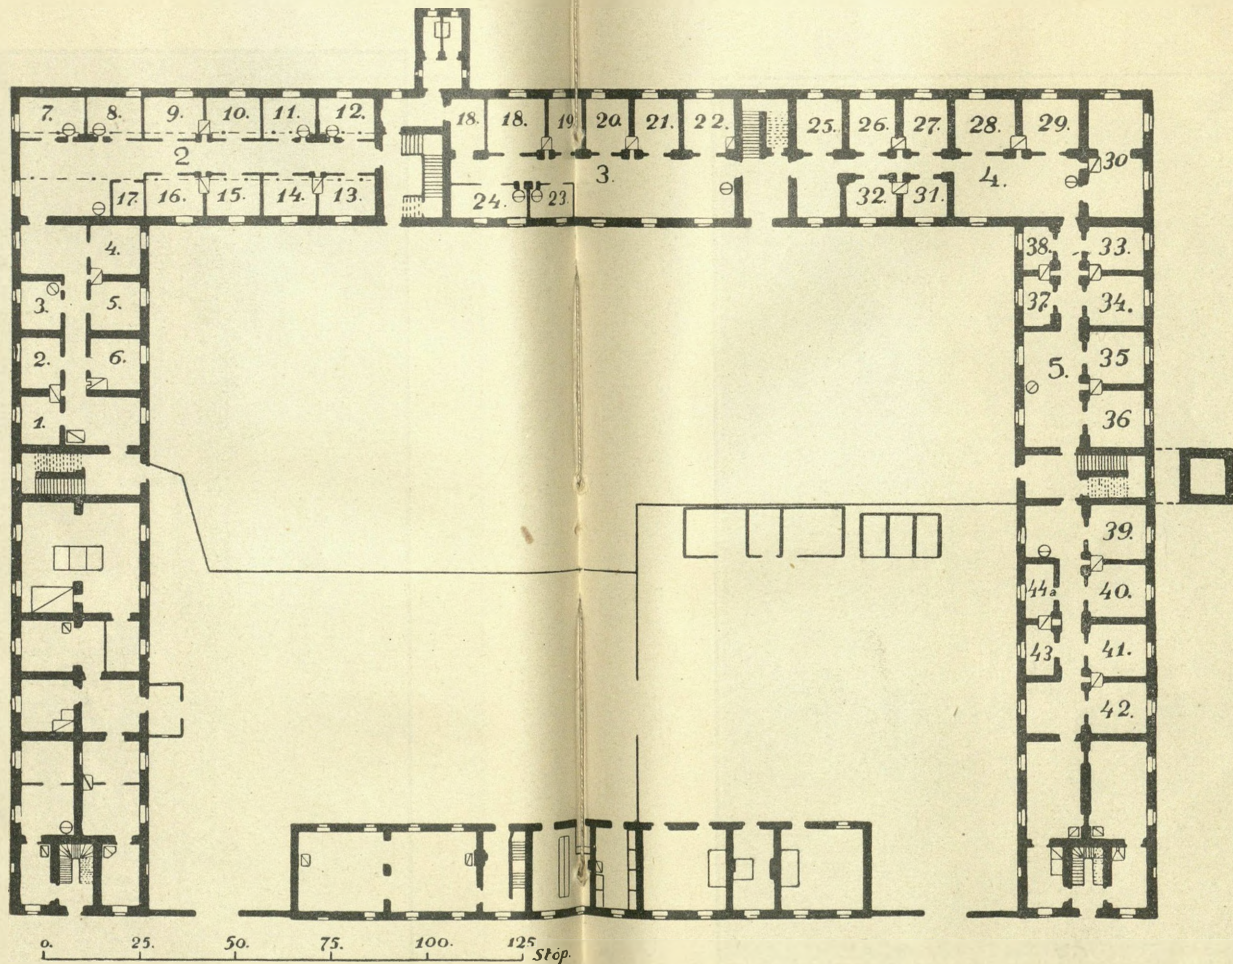 7. 8. 9. 10. 11. 12. 18. 18. 19 20. 21. 22. 25. 26. 27. 28. 29. 30
2 3. 4.
17. 16. 15. 14. 13. 24. 23. 32. 31.
4. 38. 33.
3. 5. 37. 34.
2. 6. 5. 35
1. 36
39.
44a 40.
43 41.
42.
0. 25. 50. 75. 100. 125 Stóp.